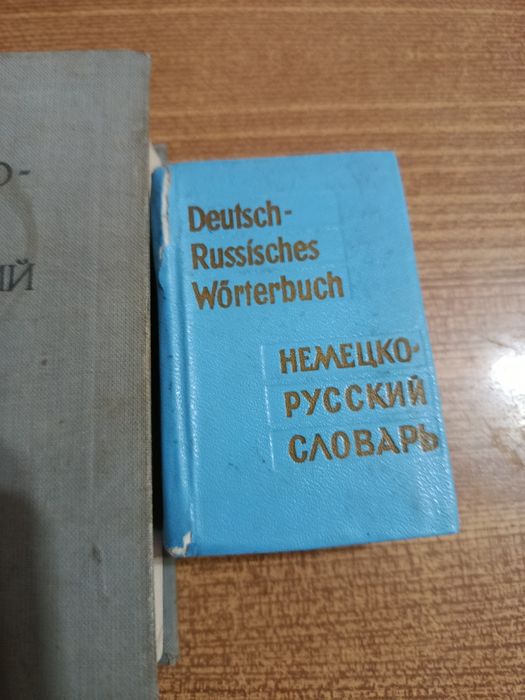 Deutsch-
Russisches
Wörterbuch
НЕМЕЦКО-
РУССКИЙ
СЛОВАРЬ